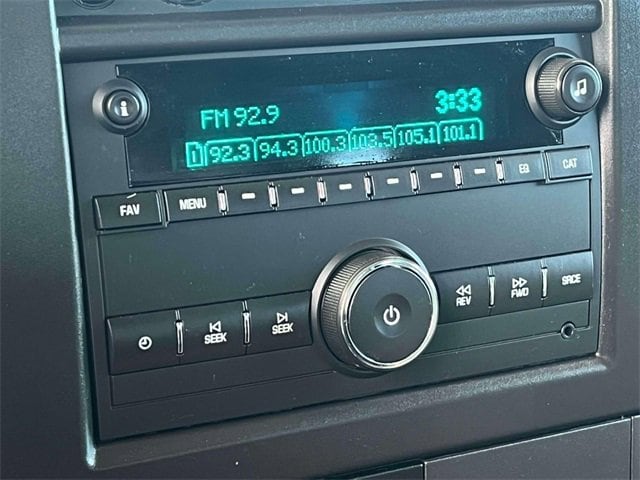 FM 92.9 3:33
1 92.3 94.3 100.3 103.5 105.1 101.1
FAV MENU EQ CAT
SEEK SEEK REV FWD SRCE